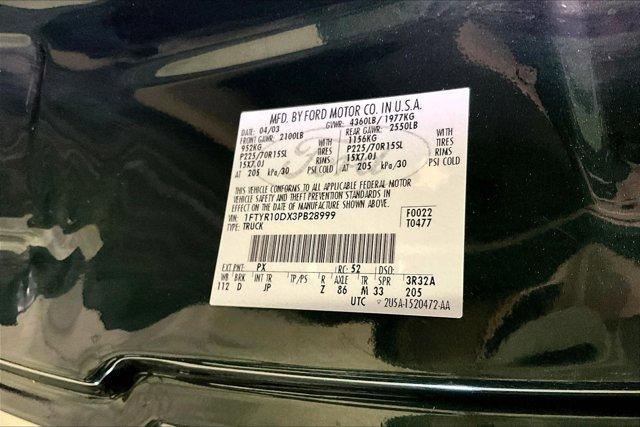 MFD. BY FORD MOTOR CO. IN U.S.A.
04/03 GVWR: 4360LB/ 1977KG
FRONT GAWR: 2100LB REAR GAWR: 2550LB
952KG WITH 1156KG WITH
P225/70R15SL TIRES P225/70R15SL TIRES
15X7.0J RIMS 15X7.0J RIMS
AT 205 kPa/30 PSI COLD AT 205 kPa/30 PSI COLD
Ford
THIS VEHICLE CONFORMS TO ALL APPLICABLE FEDERAL MOTOR
VEHICLE SAFETY AND THEFT PREVENTION STANDARDS IN
EFFECT ON THE DATE OF MANUFACTURE SHOWN ABOVE.
VIN: 1FTYR10DX3PB28999 F0022
TYPE: TRUCK T0477
EXT PNT: PX RC: 52 DSO:
WB BRK INT TR TP/PS R AXLE TR SPR 3R32A
112 D JP Z 86 M 33 205
UTC 2U5A-1520472-AA